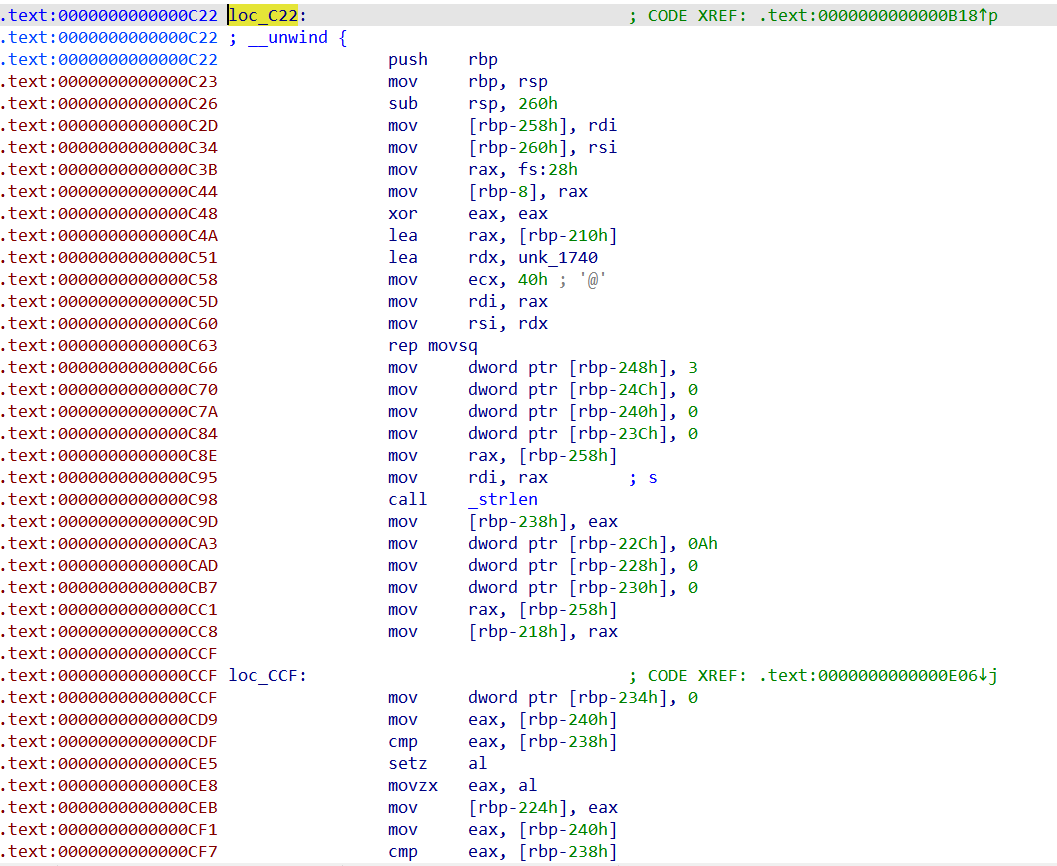 .text:0000000000000C22 loc_C22: ; CODE XREF: .text:0000000000000B18↑p
.text:0000000000000C22 ; __unwind {
.text:0000000000000C22 push rbp
.text:0000000000000C23 mov rbp, rsp
.text:0000000000000C26 sub rsp, 260h
.text:0000000000000C2D mov [rbp-258h], rdi
.text:0000000000000C34 mov [rbp-260h], rsi
.text:0000000000000C3B mov rax, fs:28h
.text:0000000000000C44 mov [rbp-8], rax
.text:0000000000000C48 xor eax, eax
.text:0000000000000C4A lea rax, [rbp-210h]
.text:0000000000000C51 lea rdx, unk_1740
.text:0000000000000C58 mov ecx, 40h ; '@'
.text:0000000000000C5D mov rdi, rax
.text:0000000000000C60 mov rsi, rdx
.text:0000000000000C63 rep movsq
.text:0000000000000C66 mov dword ptr [rbp-248h], 3
.text:0000000000000C70 mov dword ptr [rbp-24Ch], 0
.text:0000000000000C7A mov dword ptr [rbp-240h], 0
.text:0000000000000C84 mov dword ptr [rbp-23Ch], 0
.text:0000000000000C8E mov rax, [rbp-258h]
.text:0000000000000C95 mov rdi, rax ; s
.text:0000000000000C98 call _strlen
.text:0000000000000C9D mov [rbp-238h], eax
.text:0000000000000CA3 mov dword ptr [rbp-22Ch], 0Ah
.text:0000000000000CAD mov dword ptr [rbp-228h], 0
.text:0000000000000CB7 mov dword ptr [rbp-230h], 0
.text:0000000000000CC1 mov rax, [rbp-258h]
.text:0000000000000CC8 mov [rbp-218h], rax
.text:0000000000000CCF
.text:0000000000000CCF loc_CCF: ; CODE XREF: .text:0000000000000E06↓j
.text:0000000000000CCF mov dword ptr [rbp-234h], 0
.text:0000000000000CD9 mov eax, [rbp-240h]
.text:0000000000000CDF cmp eax, [rbp-238h]
.text:0000000000000CE5 setz al
.text:0000000000000CE8 movzx eax, al
.text:0000000000000CEB mov [rbp-224h], eax
.text:0000000000000CF1 mov eax, [rbp-240h]
.text:0000000000000CF7 cmp eax, [rbp-238h]